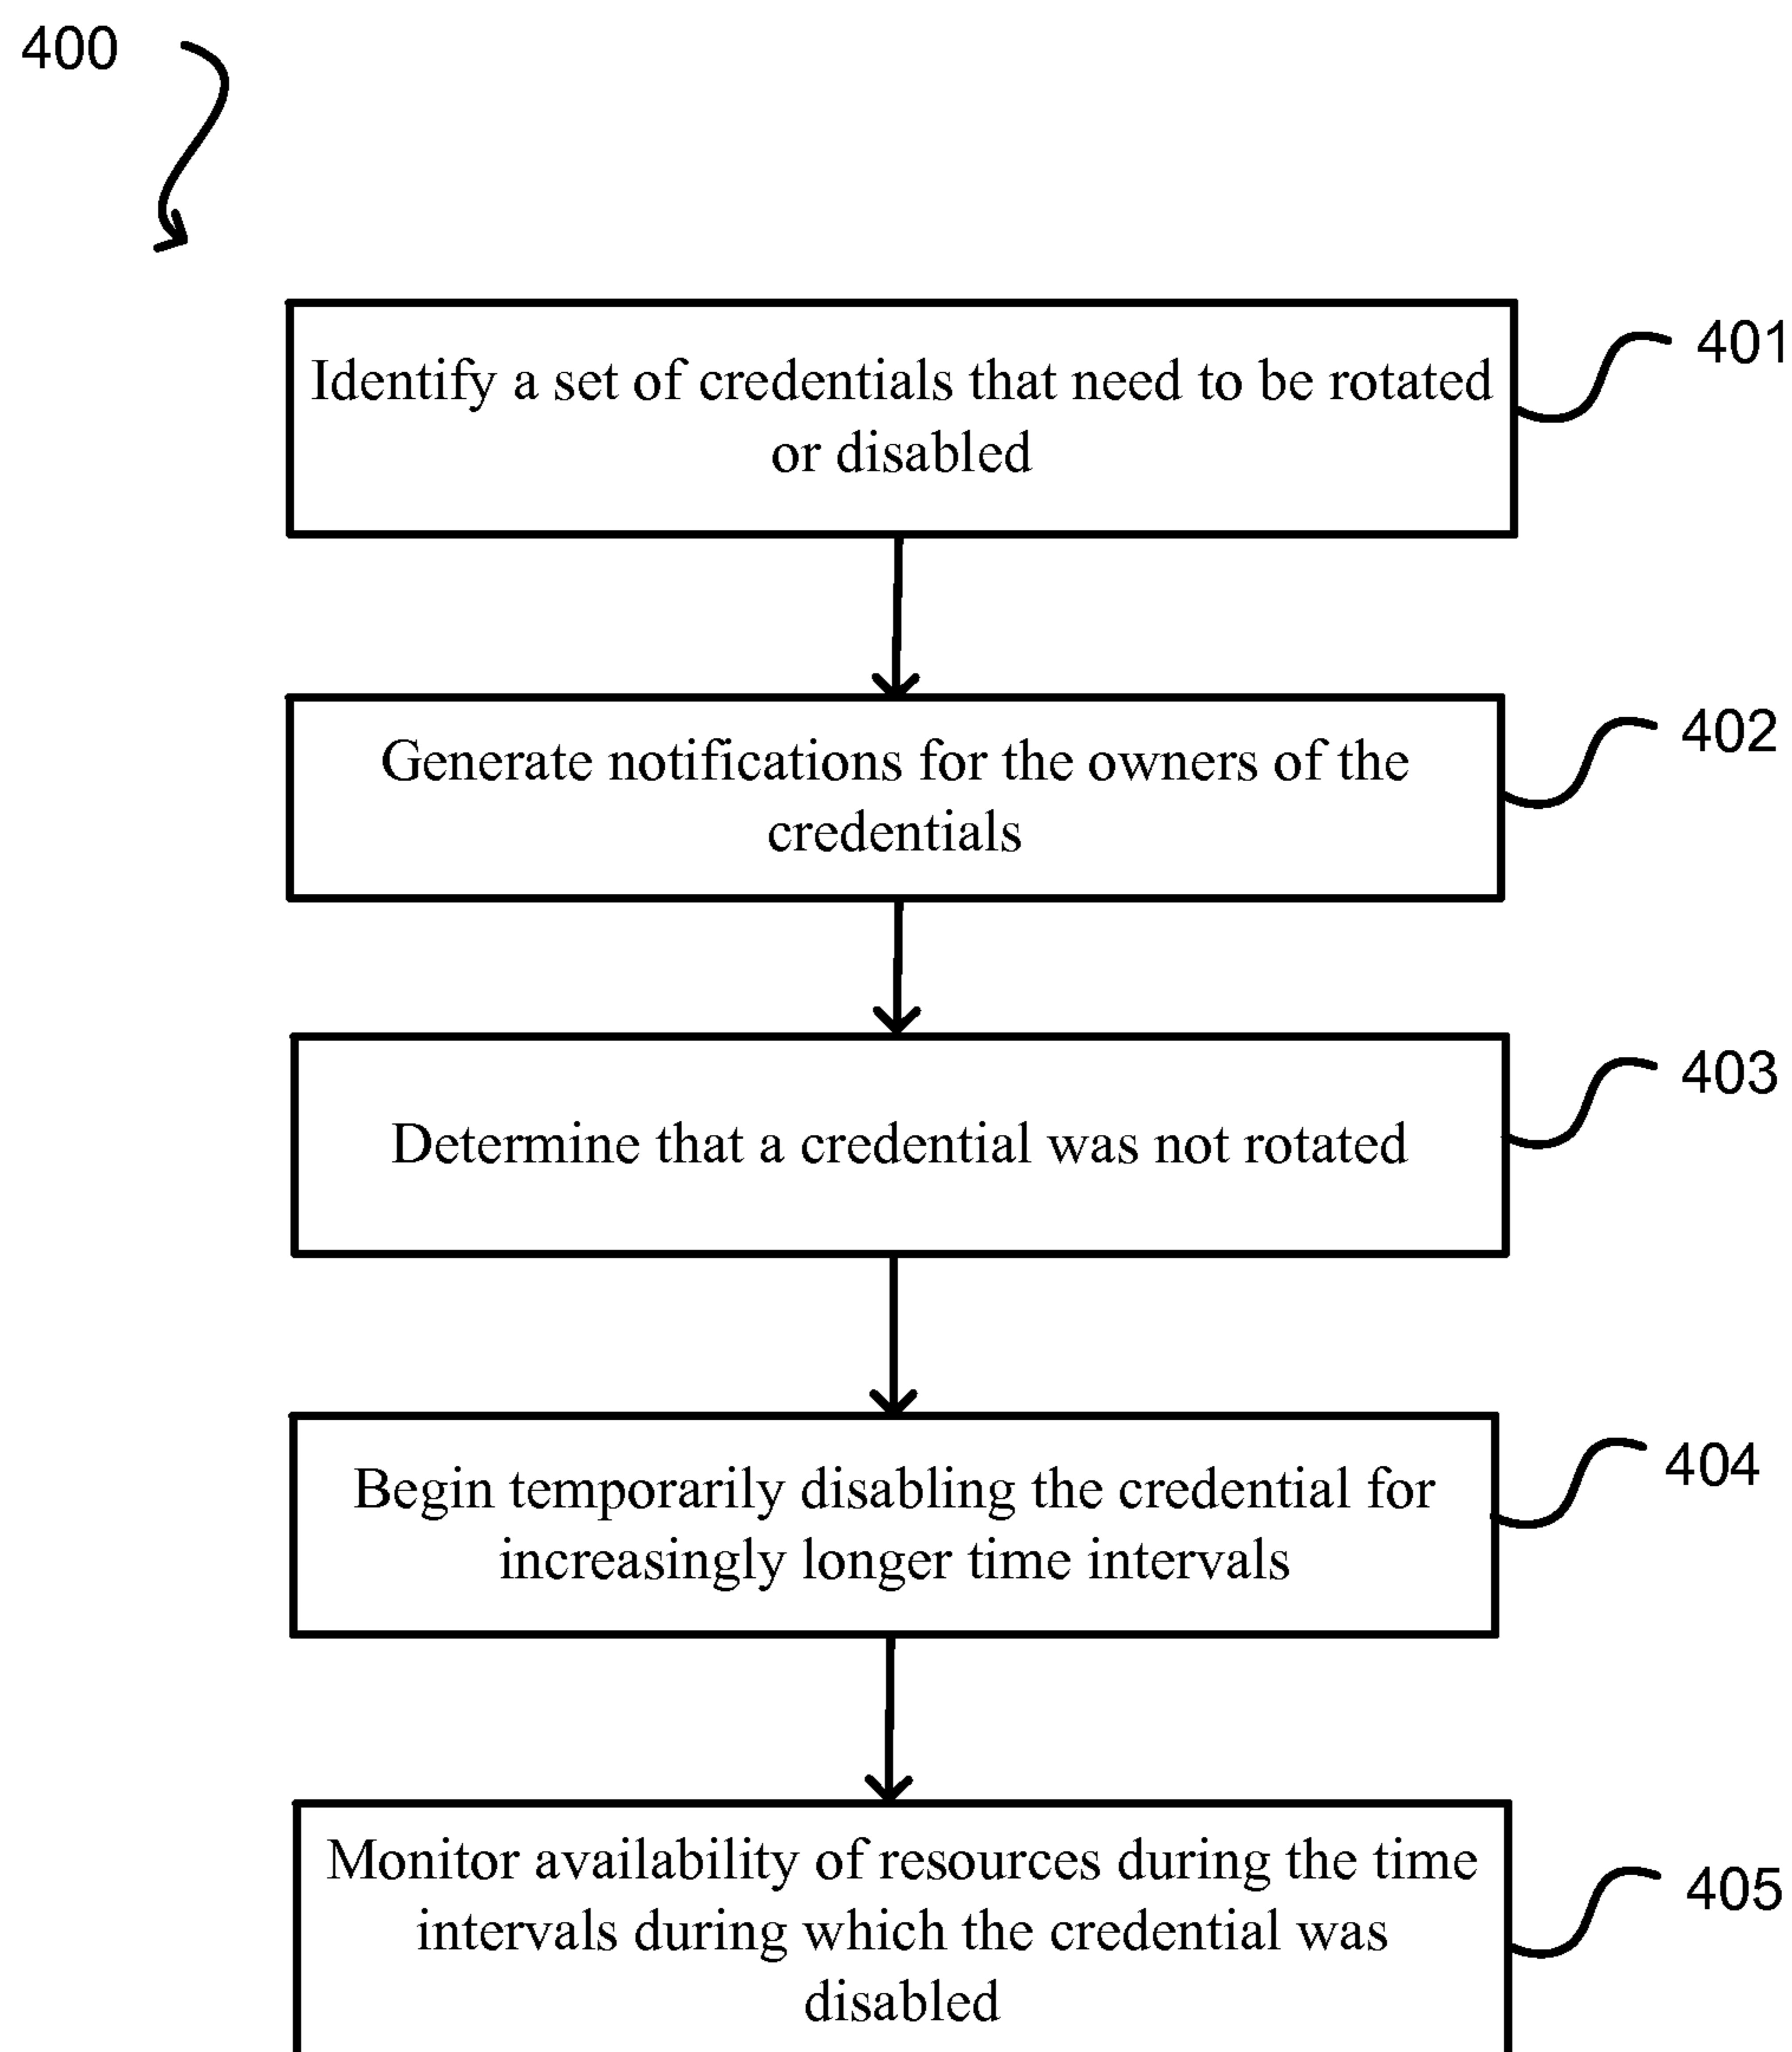 400
Identify a set of credentials that need to be rotated
or disabled
401
Generate notifications for the owners of the
credentials
402
Determine that a credential was not rotated
403
Begin temporarily disabling the credential for
increasingly longer time intervals
404
Monitor availability of resources during the time
intervals during which the credential was
disabled
405